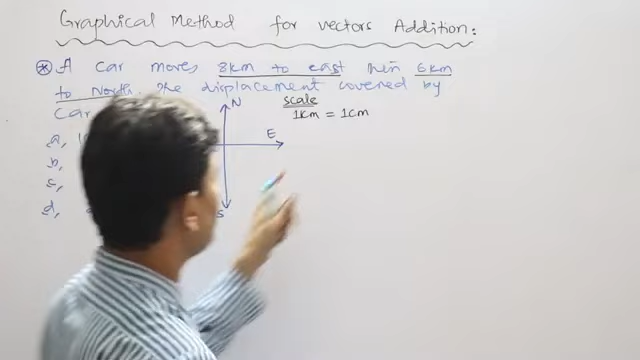 Graphical Method for vectors Addition:
A car moves 8km to east then 6km
to North. The displacement covered by
Car
N
scale
1km = 1cm
E
a,
b,
c,
d,
S